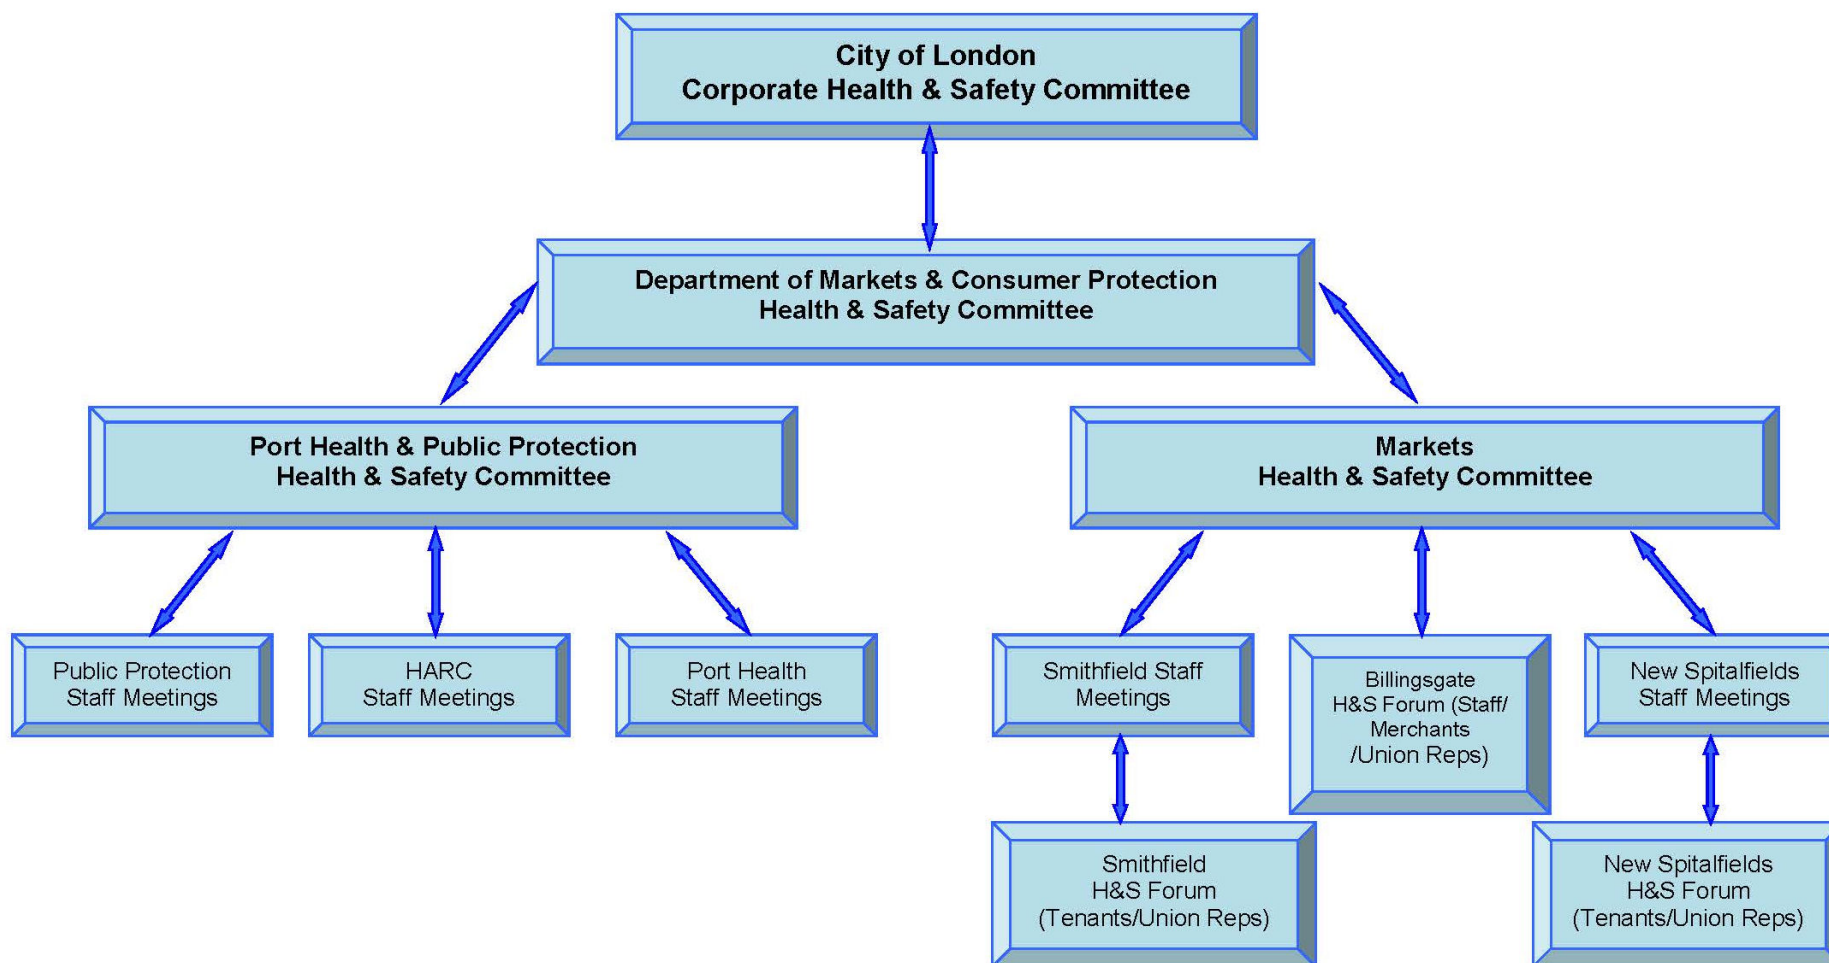 City of London
Corporate Health & Safety Committee
Department of Markets & Consumer Protection
Health & Safety Committee
Port Health & Public Protection
Health & Safety Committee
Markets
Health & Safety Committee
Public Protection
Staff Meetings
HARC
Staff Meetings
Port Health
Staff Meetings
Smithfield Staff
Meetings
Billingsgate
H&S Forum (Staff/
Merchants
/Union Reps)
New Spitalfields
Staff Meetings
Smithfield
H&S Forum
(Tenants/Union Reps)
New Spitalfields
H&S Forum
(Tenants/Union Reps)